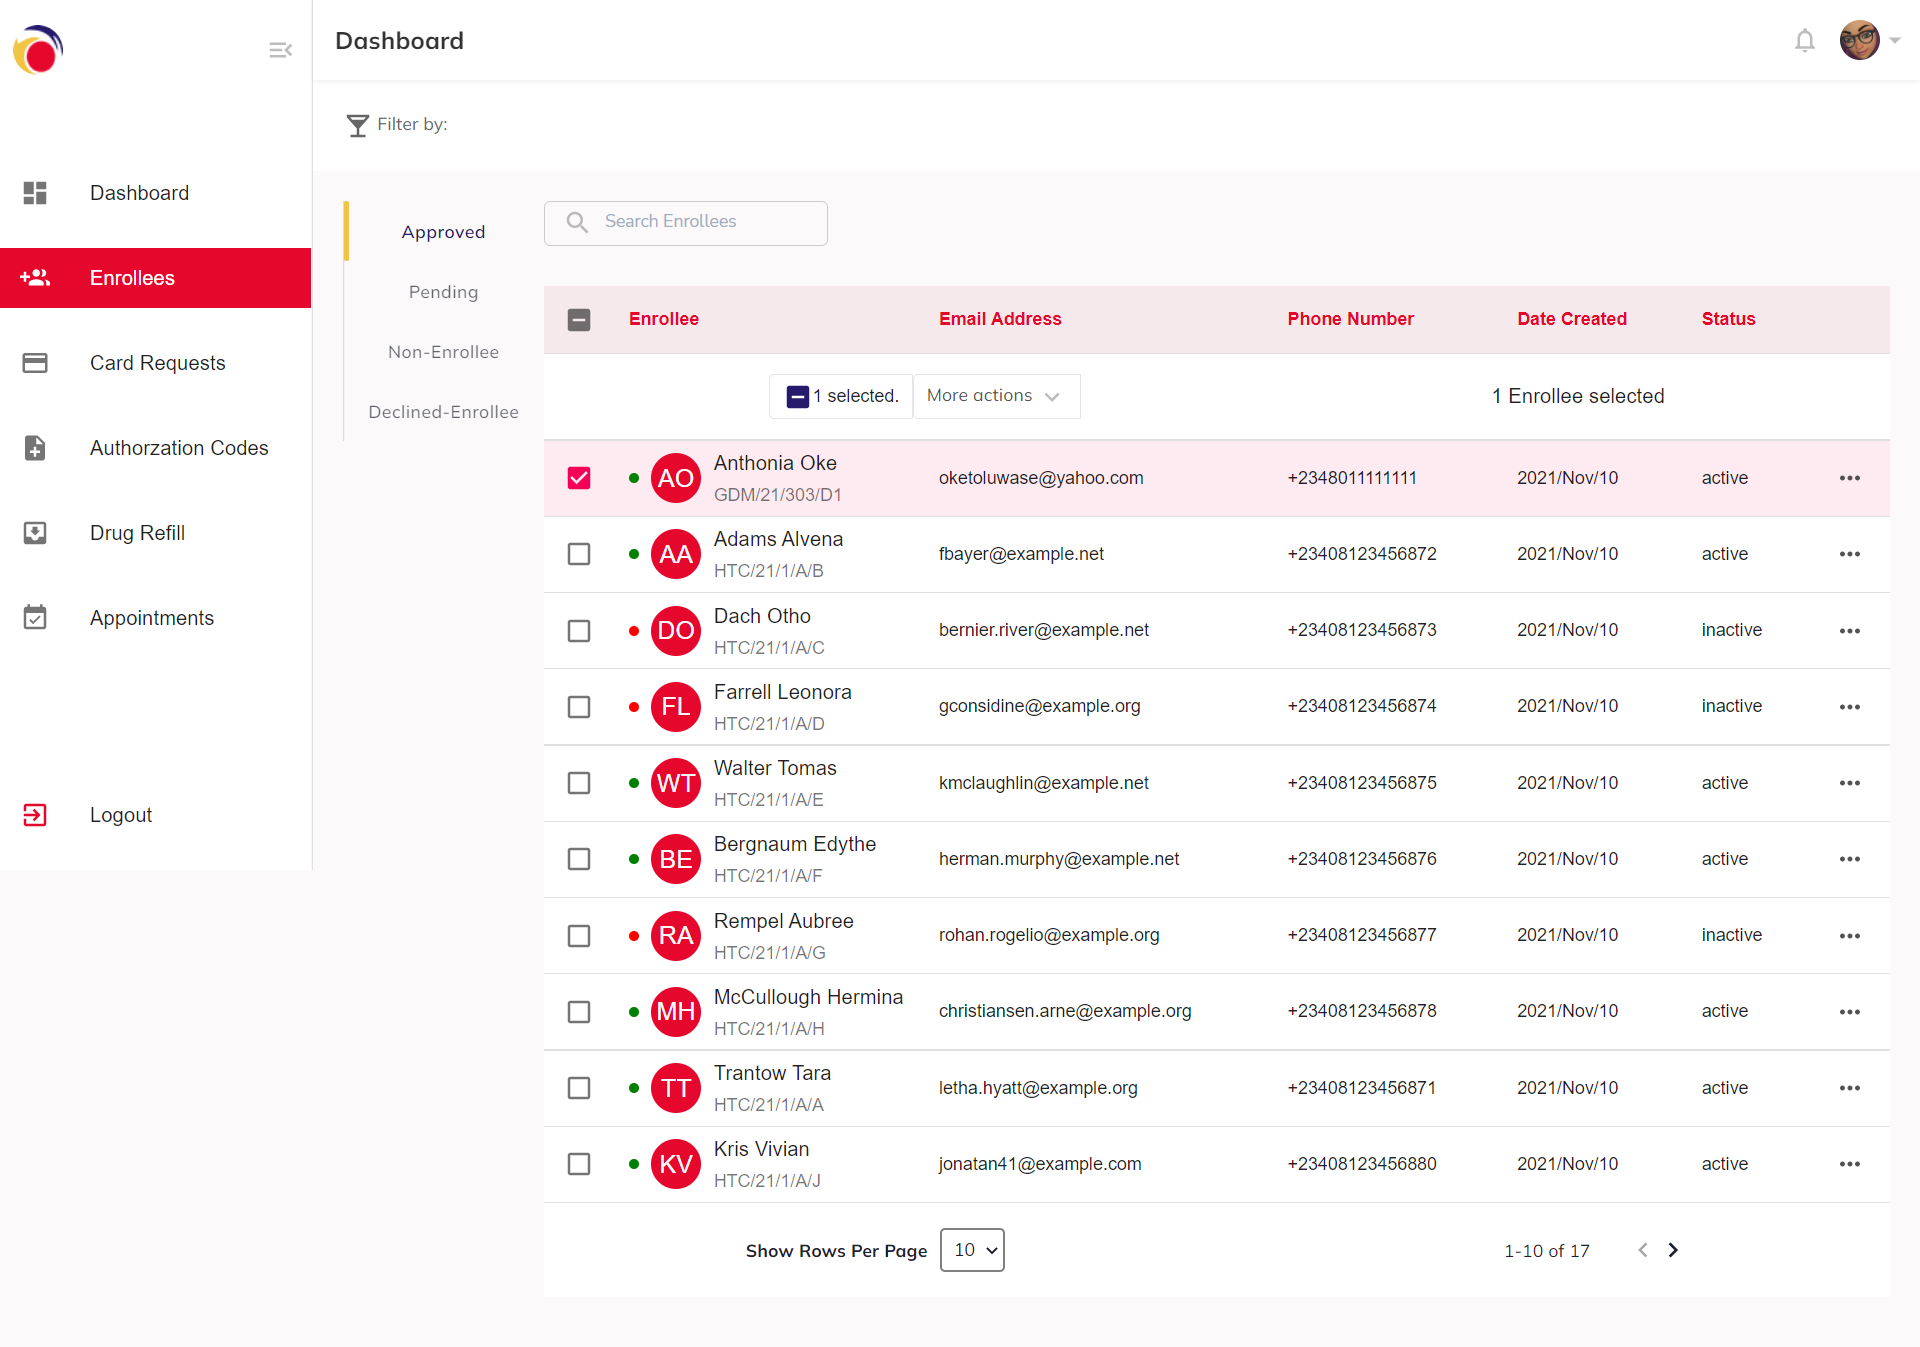 Dashboard
Filter by:
Dashboard
Enrollees
Card Requests
Authorzation Codes
Drug Refill
Appointments
Logout
Approved
Pending
Non-Enrollee
Declined-Enrollee
Search Enrollees
Enrollee Email Address Phone Number Date Created Status
1 selected. More actions 1 Enrollee selected
AO Anthonia Oke GDM/21/303/D1 oketoluwase@yahoo.com +2348011111111 2021/Nov/10 active
AA Adams Alvena HTC/21/1/A/B fbayer@example.net +23408123456872 2021/Nov/10 active
DO Dach Otho HTC/21/1/A/C bernier.river@example.net +23408123456873 2021/Nov/10 inactive
FL Farrell Leonora HTC/21/1/A/D gconsidine@example.org +23408123456874 2021/Nov/10 inactive
WT Walter Tomas HTC/21/1/A/E kmclaughlin@example.net +23408123456875 2021/Nov/10 active
BE Bergnaum Edythe HTC/21/1/A/F herman.murphy@example.net +23408123456876 2021/Nov/10 active
RA Rempel Aubree HTC/21/1/A/G rohan.rogelio@example.org +23408123456877 2021/Nov/10 inactive
MH McCullough Hermina HTC/21/1/A/H christiansen.arne@example.org +23408123456878 2021/Nov/10 active
TT Trantow Tara HTC/21/1/A/A letha.hyatt@example.org +23408123456871 2021/Nov/10 active
KV Kris Vivian HTC/21/1/A/J jonatan41@example.com +23408123456880 2021/Nov/10 active
Show Rows Per Page 10 1-10 of 17